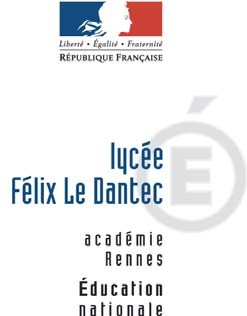 Liberté • Égalité • Fraternité
RÉPUBLIQUE FRANÇAISE
lycée
Félix Le Dantec
É
académie
Rennes
Éducation
nationale